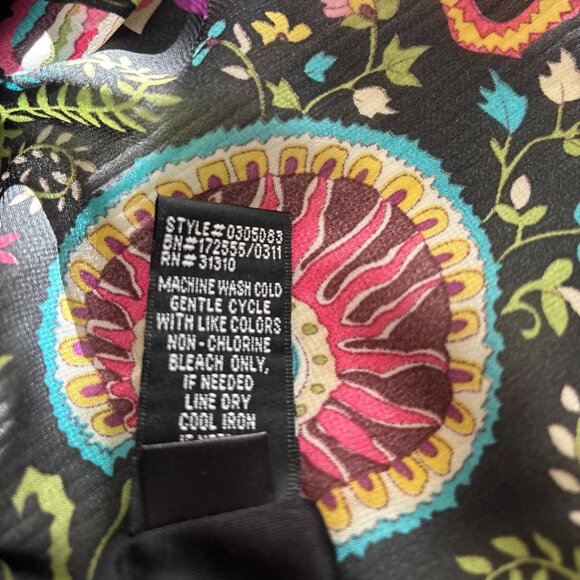 STYLE#0305083
BN#172555/0311
RN#31310
MACHINE WASH COLD
GENTLE CYCLE
WITH LIKE COLORS
NON-CHLORINE
BLEACH ONLY,
IF NEEDED
LINE DRY
COOL IRON